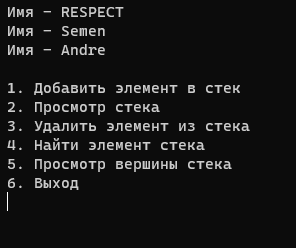 Имя – RESPECT
Имя – Semen
Имя – Andre
1. Добавить элемент в стек
2. Просмотр стека
3. Удалить элемент из стека
4. Найти элемент стека
5. Просмотр вершины стека
6. Выход